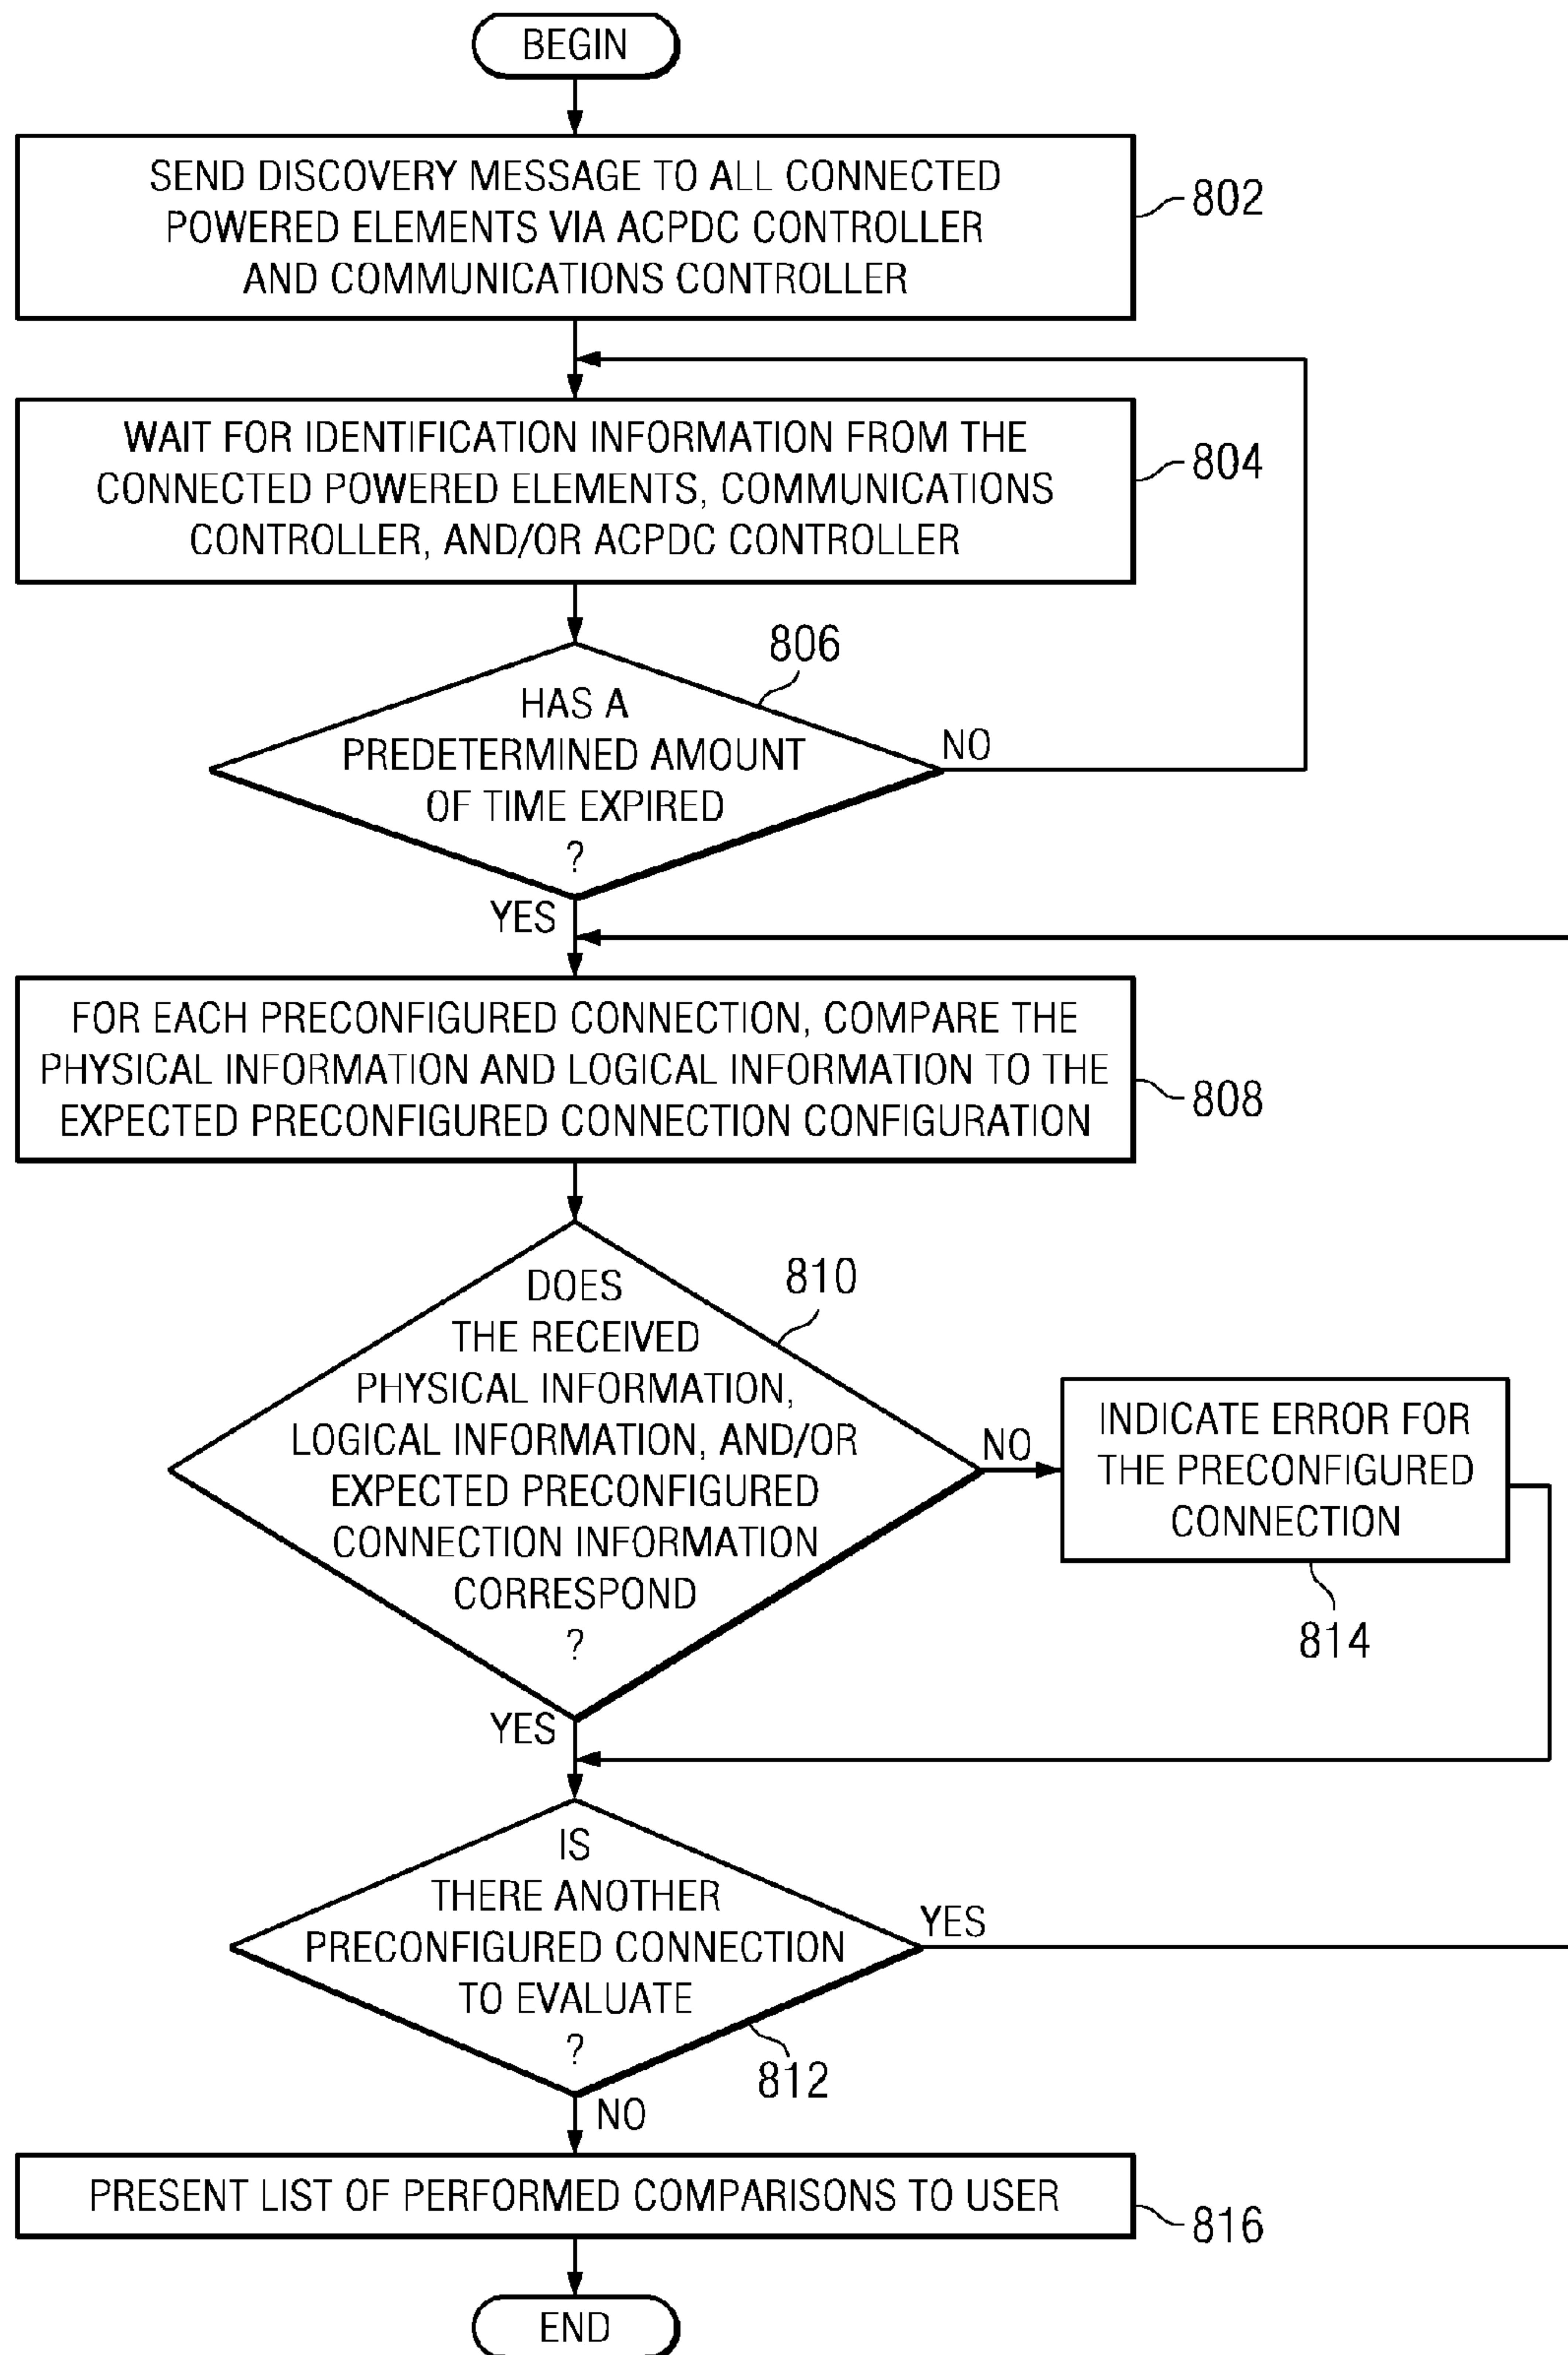 BEGIN
SEND DISCOVERY MESSAGE TO ALL CONNECTED
POWERED ELEMENTS VIA ACPDC CONTROLLER
AND COMMUNICATIONS CONTROLLER
802
WAIT FOR IDENTIFICATION INFORMATION FROM THE
CONNECTED POWERED ELEMENTS, COMMUNICATIONS
CONTROLLER, AND/OR ACPDC CONTROLLER
804
806
HAS A
PREDETERMINED AMOUNT
OF TIME EXPIRED
?
NO
YES
FOR EACH PRECONFIGURED CONNECTION, COMPARE THE
PHYSICAL INFORMATION AND LOGICAL INFORMATION TO THE
EXPECTED PRECONFIGURED CONNECTION CONFIGURATION
808
810
DOES
THE RECEIVED
PHYSICAL INFORMATION,
LOGICAL INFORMATION, AND/OR
EXPECTED PRECONFIGURED
CONNECTION INFORMATION
CORRESPOND
?
NO
INDICATE ERROR FOR
THE PRECONFIGURED
CONNECTION
814
YES
IS
THERE ANOTHER
PRECONFIGURED CONNECTION
TO EVALUATE
?
YES
812
NO
PRESENT LIST OF PERFORMED COMPARISONS TO USER
816
END